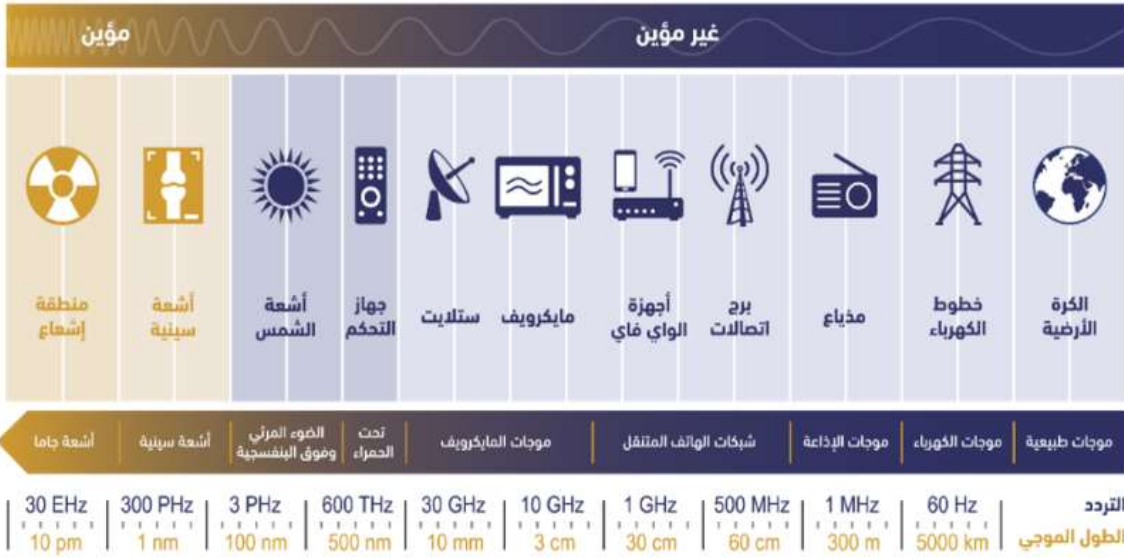 غير مؤين
مؤين
الكرة
الأرضية
خطوط
الكهرباء
مذياع
برج
اتصالات
أجهزة
الواي فاي
مايكرويف
ستلايت
جهاز
التحكم
أشعة
الشمس
أشعة
سينية
منطقة
إشعاع
موجات طبيعية
موجات الكهرباء
موجات الإذاعة
شبكات الهاتف المتنقل
موجات المايكرويف
تحت
الحمراء
الضوء المرئي
وفوق البنفسجية
أشعة سينية
أشعة جاما
التردد
60 Hz
1 MHz
500 MHz
1 GHz
10 GHz
30 GHz
600 THz
3 PHz
300 PHz
30 EHz
الطول الموجي
5000 km
300 m
60 cm
30 cm
3 cm
10 mm
500 nm
100 nm
1 nm
10 pm